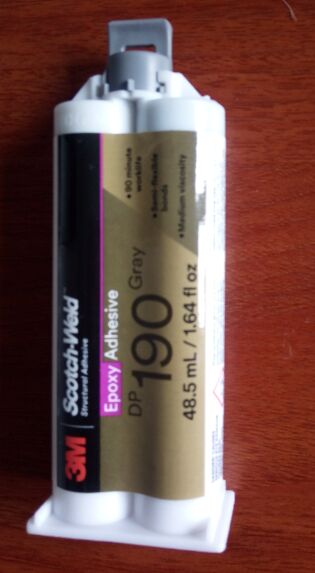 3M
Scotch-Weld™
Structural Adhesive
Epoxy Adhesive
DP190 Gray
48.5 mL / 1.64 fl oz
• 90 minute
worklife
• Semi-flexible
bonds
• Medium viscosity